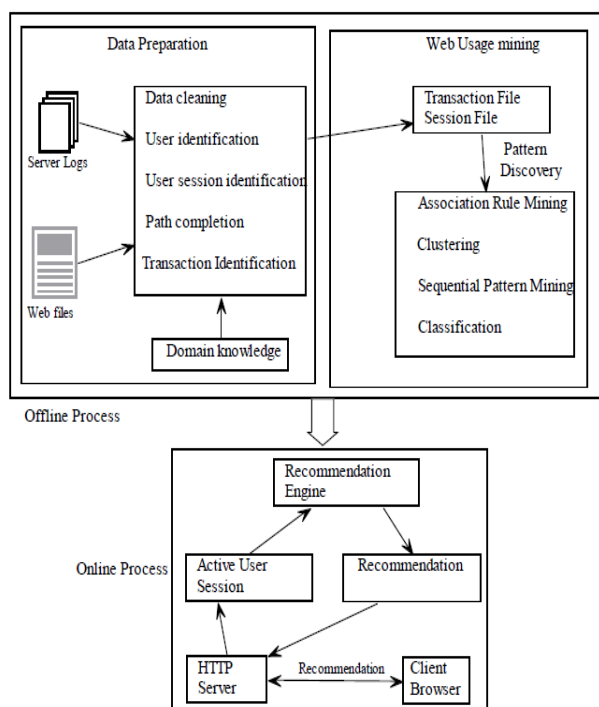 Data Preparation
Server Logs
Web files
Data cleaning
User identification
User session identification
Path completion
Transaction Identification
Domain knowledge
Web Usage mining
Transaction File
Session File
Pattern
Discovery
Association Rule Mining
Clustering
Sequential Pattern Mining
Classification
Offline Process
Online Process
Recommendation
Engine
Active User
Session
Recommendation
HTTP
Server
Recommendation
Client
Browser